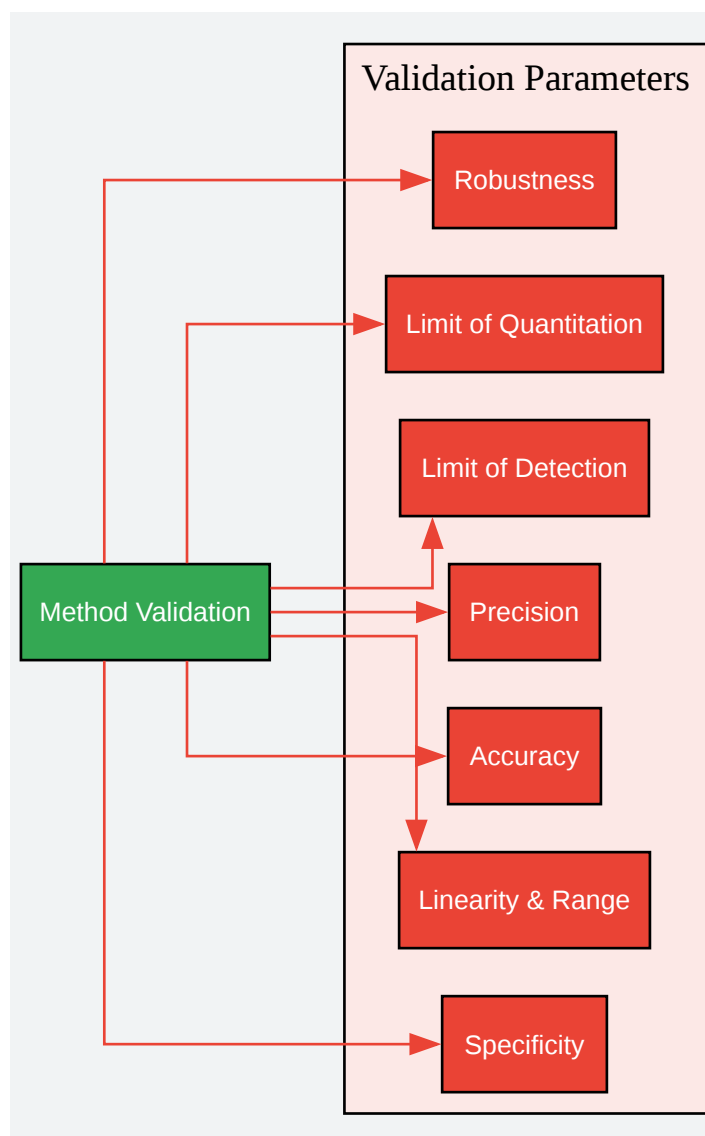 Validation Parameters
Robustness
Limit of Quantitation
Limit of Detection
Method Validation
Precision
Accuracy
Linearity & Range
Specificity